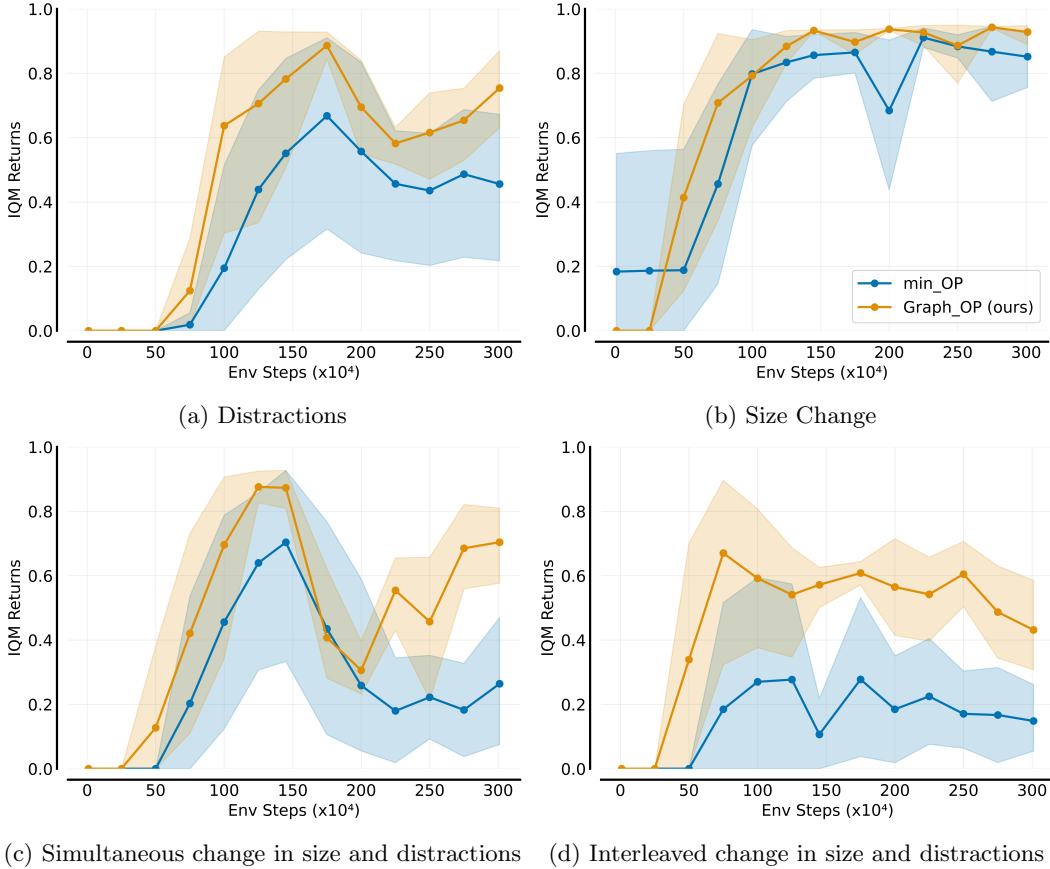 1.0
0.8
0.6
0.4
0.2
0.0
IQM Returns
0 50 100 150 200 250 300
Env Steps (x10⁴)
(a) Distractions
1.0
0.8
0.6
0.4
0.2
0.0
IQM Returns
min_OP
Graph_OP (ours)
0 50 100 150 200 250 300
Env Steps (x10⁴)
(b) Size Change
1.0
0.8
0.6
0.4
0.2
0.0
IQM Returns
0 50 100 150 200 250 300
Env Steps (x10⁴)
(c) Simultaneous change in size and distractions
1.0
0.8
0.6
0.4
0.2
0.0
IQM Returns
0 50 100 150 200 250 300
Env Steps (x10⁴)
(d) Interleaved change in size and distractions